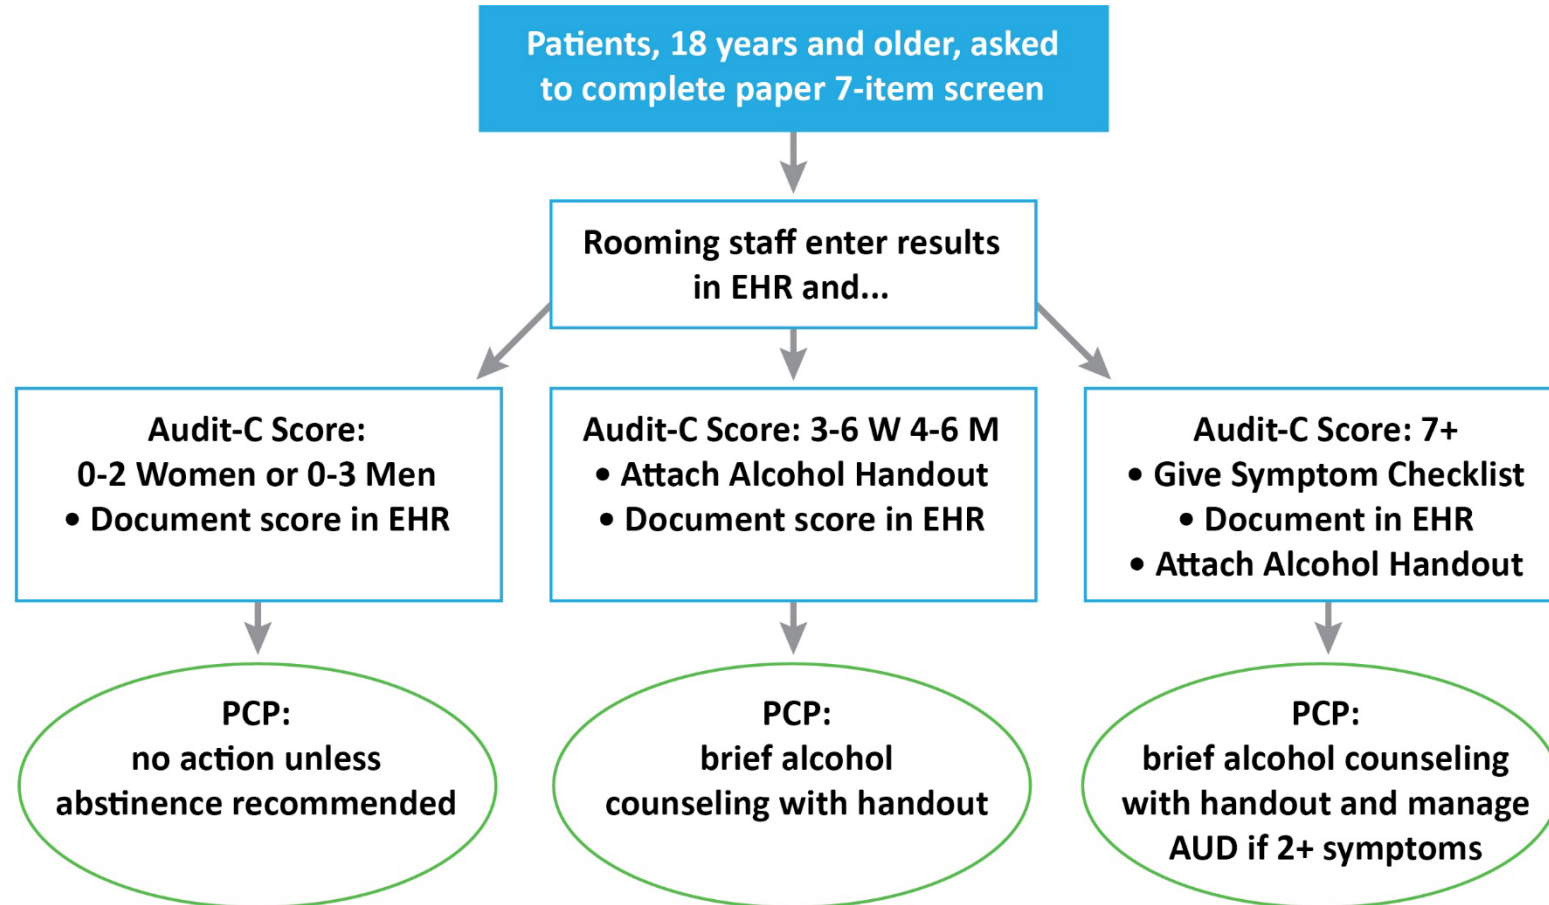 Patients, 18 years and older, asked
to complete paper 7-item screen
Rooming staff enter results
in EHR and...
Audit-C Score:
0-2 Women or 0-3 Men
• Document score in EHR
Audit-C Score: 3-6 W 4-6 M
• Attach Alcohol Handout
• Document score in EHR
Audit-C Score: 7+
• Give Symptom Checklist
• Document in EHR
• Attach Alcohol Handout
PCP:
no action unless
abstinence recommended
PCP:
brief alcohol
counseling with handout
PCP:
brief alcohol counseling
with handout and manage
AUD if 2+ symptoms